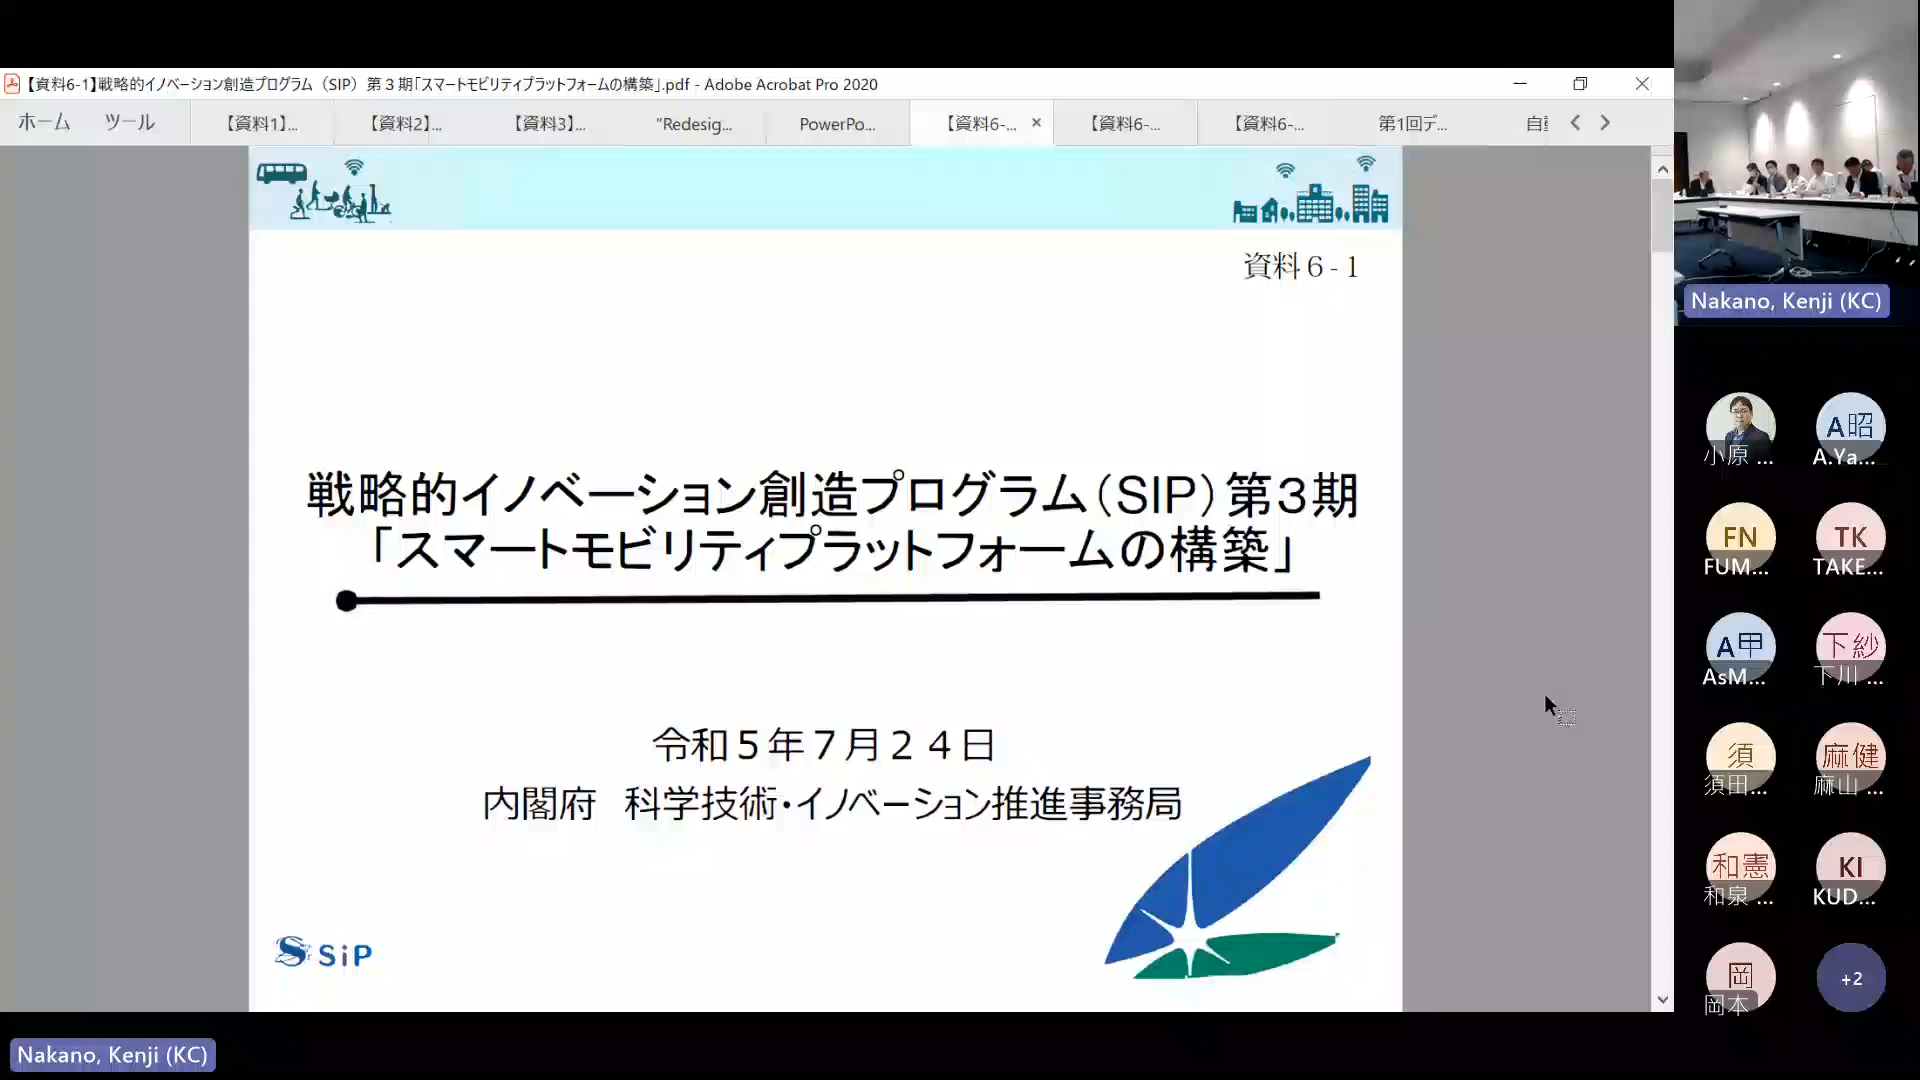 【資料6-1】戦略的イノベーション創造プログラム（SIP）第３期「スマートモビリティプラットフォームの構築」.pdf - Adobe Acrobat Pro 2020
ホーム ツール 【資料1】... 【資料2】... 【資料3】... "Redesig... PowerPo... 【資料6-... × 【資料6-... 【資料6-... 第1回デ...
資料６-１
戦略的イノベーション創造プログラム（SIP）第３期
「スマートモビリティプラットフォームの構築」
令和５年７月２４日
内閣府　科学技術・イノベーション推進事務局
SiP
Nakano, Kenji (KC)
小原 ...
A昭
A.Ya...
FN
FUM...
TK
TAKE...
A甲
AsM...
下紗
下川 ...
須
須田...
麻健
麻山 ...
和憲
和泉 ...
KI
KUD...
岡
岡本
+2
Nakano, Kenji (KC)